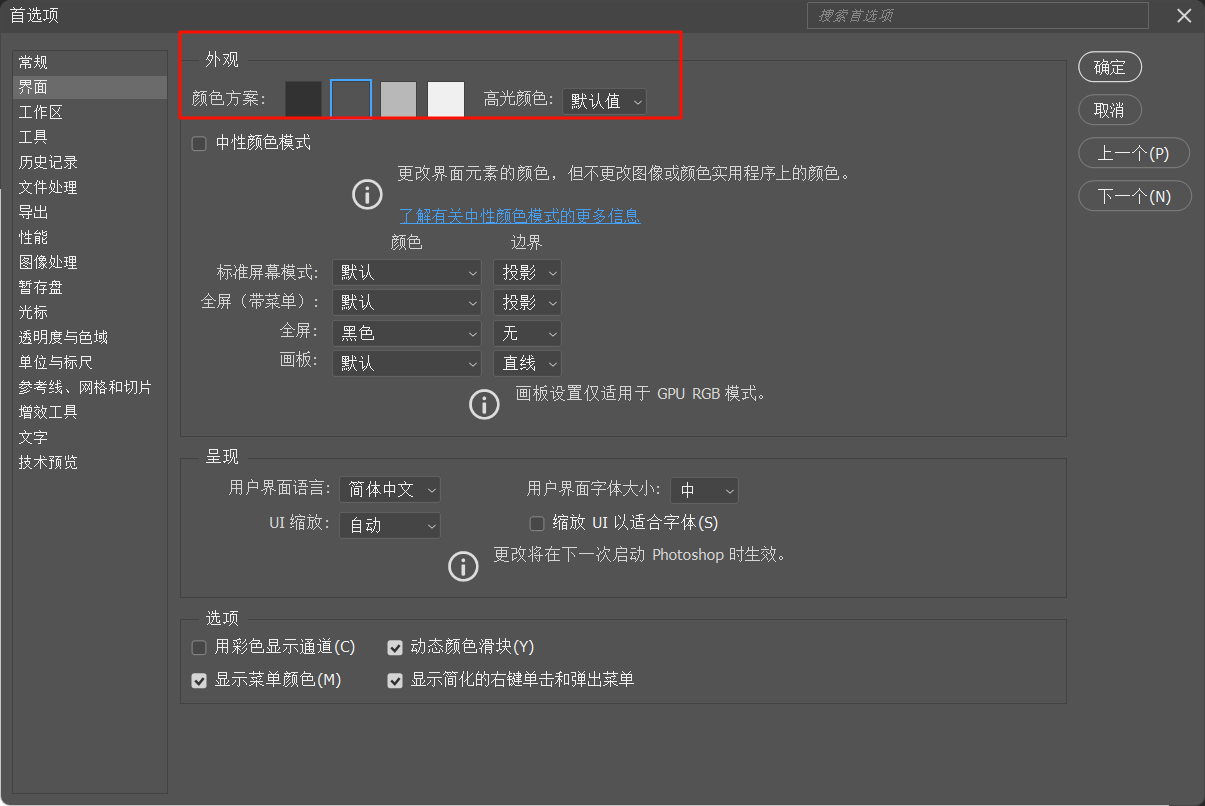 首选项
搜索首选项
常规
界面
工作区
工具
历史记录
文件处理
导出
性能
图像处理
暂存盘
光标
透明度与色域
单位与标尺
参考线、网格和切片
增效工具
文字
技术预览
外观
颜色方案: 高光颜色: 默认值
中性颜色模式
更改界面元素的颜色，但不更改图像或颜色实用程序上的颜色。
了解有关中性颜色模式的更多信息
颜色 边界
标准屏幕模式: 默认 投影
全屏（带菜单）: 默认 投影
全屏: 黑色 无
画板: 默认 直线
画板设置仅适用于 GPU RGB 模式。
呈现
用户界面语言: 简体中文 用户界面字体大小: 中
UI 缩放: 自动 缩放 UI 以适合字体(S)
更改将在下一次启动 Photoshop 时生效。
选项
用彩色显示通道(C) 动态颜色滑块(Y)
显示菜单颜色(M) 显示简化的右键单击和弹出菜单
确定
取消
上一个(P)
下一个(N)